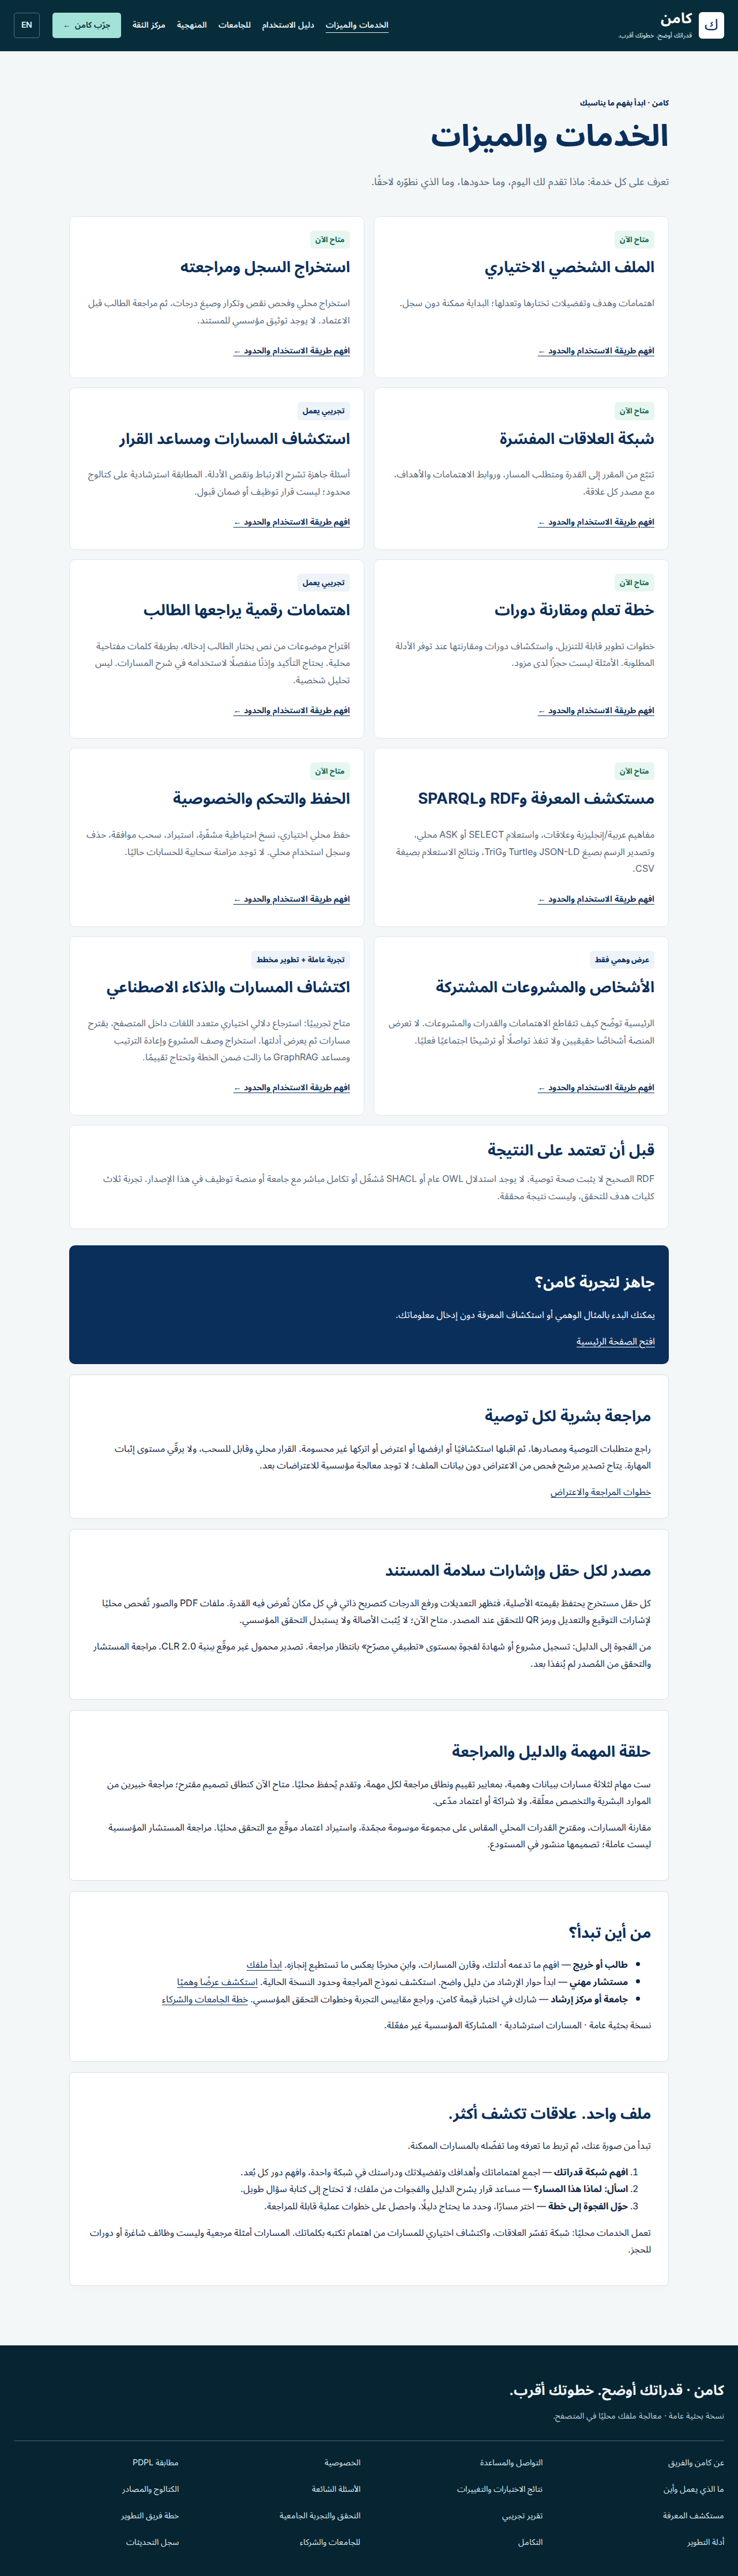 ك
كامن
قدراتك أوضح. خطوتك أقرب.
الخدمات والميزات
دليل الاستخدام
للجامعات
المنهجية
مركز الثقة
جرّب كامن ←
EN
كامن · ابدأ بفهم ما يناسبك
الخدمات والميزات
تعرف على كل خدمة: ماذا تقدم لك اليوم، وما حدودها، وما الذي نطوّره لاحقًا.
متاح الآن
الملف الشخصي الاختياري
اهتمامات وهدف وتفضيلات تختارها وتعدلها؛ البداية ممكنة دون سجل.
افهم طريقة الاستخدام والحدود ←
متاح الآن
استخراج السجل ومراجعته
استخراج محلي وفحص نقص وتكرار وصيغ درجات، ثم مراجعة الطالب قبل
الاعتماد. لا يوجد توثيق مؤسسي للمستند.
افهم طريقة الاستخدام والحدود ←
متاح الآن
شبكة العلاقات المفسّرة
تتبّع من المقرر إلى القدرة ومتطلب المسار، وروابط الاهتمامات والأهداف،
مع مصدر كل علاقة.
افهم طريقة الاستخدام والحدود ←
تجريبي يعمل
استكشاف المسارات ومساعد القرار
أسئلة جاهزة تشرح الارتباط ونقص الأدلة. المطابقة استرشادية على كتالوج
محدود؛ ليست قرار توظيف أو ضمان قبول.
افهم طريقة الاستخدام والحدود ←
متاح الآن
خطة تعلم ومقارنة دورات
خطوات تطوير قابلة للتنزيل، واستكشاف دورات ومقارنتها عند توفر الأدلة
المطلوبة. الأمثلة ليست حجزًا لدى مزود.
افهم طريقة الاستخدام والحدود ←
تجريبي يعمل
اهتمامات رقمية يراجعها الطالب
اقتراح موضوعات من نص يختار الطالب إدخاله، بطريقة كلمات مفتاحية
محلية. يحتاج التأكيد وإذنًا منفصلًا لاستخدامه في شرح المسارات. ليس
تحليل شخصية.
افهم طريقة الاستخدام والحدود ←
متاح الآن
مستكشف المعرفة وRDF وSPARQL
مفاهيم عربية/إنجليزية وعلاقات، واستعلام SELECT أو ASK محلي،
وتصدير الرسم بصيغ JSON-LD وTurtle وTriG، ونتائج الاستعلام بصيغة
CSV.
افهم طريقة الاستخدام والحدود ←
متاح الآن
الحفظ والتحكم والخصوصية
حفظ محلي اختياري، نسخ احتياطية مشفّرة، استيراد، سحب موافقة، حذف
وسجل استخدام محلي. لا توجد مزامنة سحابية للحسابات حاليًا.
افهم طريقة الاستخدام والحدود ←
عرض وهمي فقط
الأشخاص والمشروعات المشتركة
الرئيسية توضّح كيف تتقاطع الاهتمامات والقدرات والمشروعات. لا تعرض
المنصة أشخاصًا حقيقيين ولا تنفذ تواصلًا أو ترشيحًا اجتماعيًا فعليًا.
افهم طريقة الاستخدام والحدود ←
تجربة عاملة + تطوير مخطط
اكتشاف المسارات والذكاء الاصطناعي
متاح تجريبيًا: استرجاع دلالي اختياري متعدد اللغات داخل المتصفح، يقترح
مسارات ثم يعرض أدلتها. استخراج وصف المشروع وإعادة الترتيب
ومساعد GraphRAG ما زالت ضمن الخطة وتحتاج تقييمًا.
افهم طريقة الاستخدام والحدود ←
قبل أن تعتمد على النتيجة
RDF الصحيح لا يثبت صحة توصية. لا يوجد استدلال OWL عام أو SHACL مُشغّل أو تكامل مباشر مع جامعة أو منصة توظيف في هذا الإصدار. تجربة ثلاث
كليات هدف للتحقق، وليست نتيجة محققة.
جاهز لتجربة كامن؟
يمكنك البدء بالمثال الوهمي أو استكشاف المعرفة دون إدخال معلوماتك.
افتح الصفحة الرئيسية
مراجعة بشرية لكل توصية
راجع متطلبات التوصية ومصادرها، ثم اقبلها استكشافيًا أو ارفضها أو اعترض أو اتركها غير محسومة. القرار محلي وقابل للسحب، ولا يرقّي مستوى إثبات
المهارة. يتاح تصدير مرشح فحص من الاعتراض دون بيانات الملف؛ لا توجد معالجة مؤسسية للاعتراضات بعد.
خطوات المراجعة والاعتراض
مصدر لكل حقل وإشارات سلامة المستند
كل حقل مستخرج يحتفظ بقيمته الأصلية، فتظهر التعديلات ورفع الدرجات كتصريح ذاتي في كل مكان تُعرض فيه القدرة. ملفات PDF والصور تُفحص محليًا
لإشارات التوقيع والتعديل ورمز QR للتحقق عند المصدر. متاح الآن؛ لا يُثبت الأصالة ولا يستبدل التحقق المؤسسي.
من الفجوة إلى الدليل: تسجيل مشروع أو شهادة لفجوة بمستوى «تطبيقي مصرّح» بانتظار مراجعة. تصدير محمول غير موقّع ببنية CLR 2.0. مراجعة المستشار
والتحقق من المُصدر لم يُنفذا بعد.
حلقة المهمة والدليل والمراجعة
ست مهام لثلاثة مسارات ببيانات وهمية، بمعايير تقييم ونطاق مراجعة لكل مهمة، وتقدم يُحفظ محليًا. متاح الآن كنطاق تصميم مقترح؛ مراجعة خبيرين من
الموارد البشرية والتخصص معلّقة، ولا شراكة أو اعتماد مدّعى.
مقارنة المسارات، ومقترح القدرات المحلي المقاس على مجموعة موسومة مجمّدة، واستيراد اعتماد موقّع مع التحقق محليًا. مراجعة المستشار المؤسسية
ليست عاملة؛ تصميمها منشور في المستودع.
من أين تبدأ؟
• طالب أو خريج — افهم ما تدعمه أدلتك، وقارن المسارات، وابنِ مخرجًا يعكس ما تستطيع إنجازه. ابدأ ملفك
• مستشار مهني — ابدأ حوار الإرشاد من دليل واضح. استكشف نموذج المراجعة وحدود النسخة الحالية. استكشف عرضًا وهميًا
• جامعة أو مركز إرشاد — شارك في اختبار قيمة كامن، وراجع مقاييس التجربة وخطوات التحقق المؤسسي. خطة الجامعات والشركاء
نسخة بحثية عامة · المسارات استرشادية · المشاركة المؤسسية غير مفعّلة.
ملف واحد. علاقات تكشف أكثر.
تبدأ من صورة عنك، ثم تربط ما تعرفه وما تفضّله بالمسارات الممكنة.
1. افهم شبكة قدراتك — اجمع اهتماماتك وأهدافك وتفضيلاتك ودراستك في شبكة واحدة، وافهم دور كل بُعد.
2. اسأل: لماذا هذا المسار؟ — مساعد قرار يشرح الدليل والفجوات من ملفك؛ لا تحتاج إلى كتابة سؤال طويل.
3. حوّل الفجوة إلى خطة — اختر مسارًا، وحدد ما يحتاج دليلًا، واحصل على خطوات عملية قابلة للمراجعة.
تعمل الخدمات محليًا: شبكة تفسّر العلاقات، واكتشاف اختياري للمسارات من اهتمام تكتبه بكلماتك. المسارات أمثلة مرجعية وليست وظائف شاغرة أو دورات
للحجز.
كامن · قدراتك أوضح. خطوتك أقرب.
نسخة بحثية عامة · معالجة ملفك محليًا في المتصفح.
عن كامن والفريق
التواصل والمساعدة
الخصوصية
مطابقة PDPL
ما الذي يعمل وأين
نتائج الاختبارات والتغييرات
الأسئلة الشائعة
الكتالوج والمصادر
مستكشف المعرفة
تقرير تجريبي
التحقق والتجربة الجامعية
خطة فريق التطوير
أدلة التطوير
التكامل
للجامعات والشركاء
سجل التحديثات